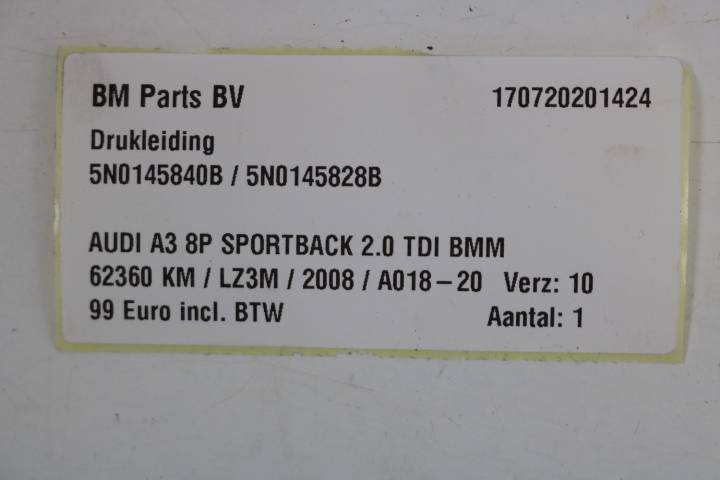 BM Parts BV 170720201424
Drukleiding
5N0145840B / 5N0145828B
AUDI A3 8P SPORTBACK 2.0 TDI BMM
62360 KM / LZ3M / 2008 / A018-20 Verz: 10
99 Euro incl. BTW Aantal: 1